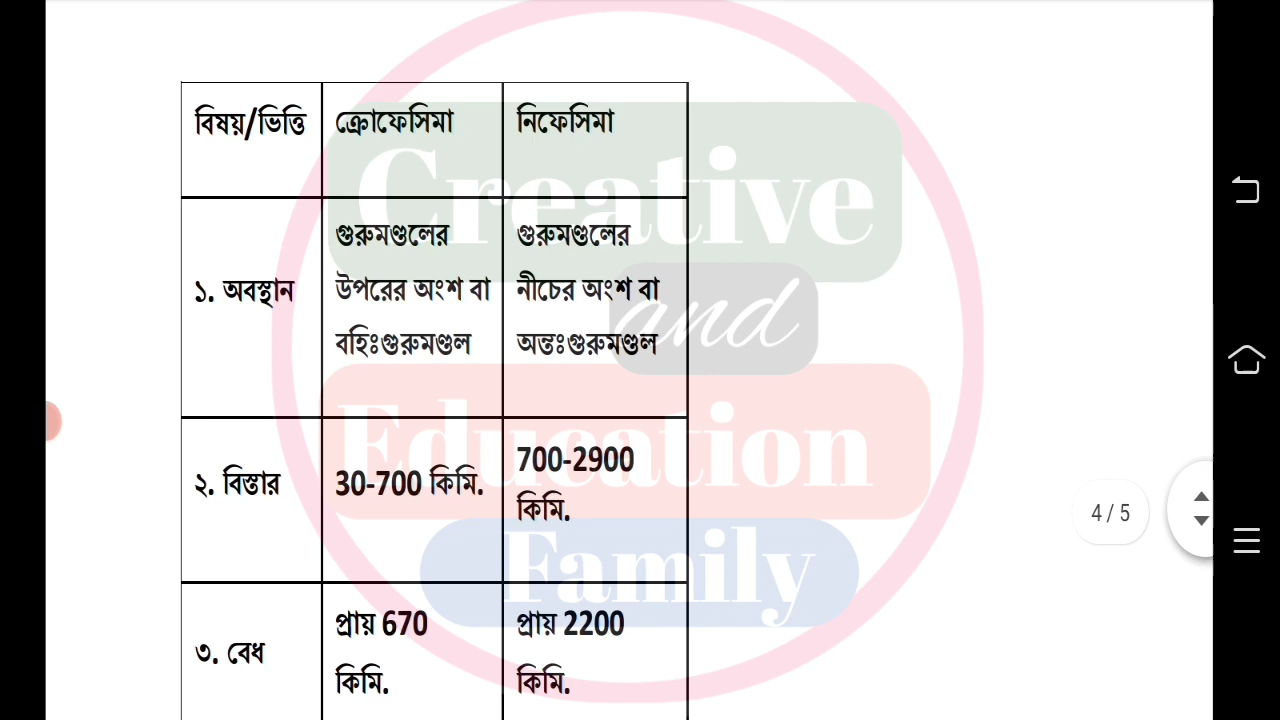 বিষয়/ভিত্তি ক্রোফেসিমা নিফেসিমা
১. অবস্থান
গুরুমণ্ডলের
উপরের অংশ বা
বহিঃগুরুমণ্ডল
গুরুমণ্ডলের
নীচের অংশ বা
অন্তঃগুরুমণ্ডল
২. বিস্তার
30-700 কিমি.
700-2900
কিমি.
৩. বেধ
প্রায় 670
কিমি.
প্রায় 2200
কিমি.
Creative
and
Education
Family
4 / 5